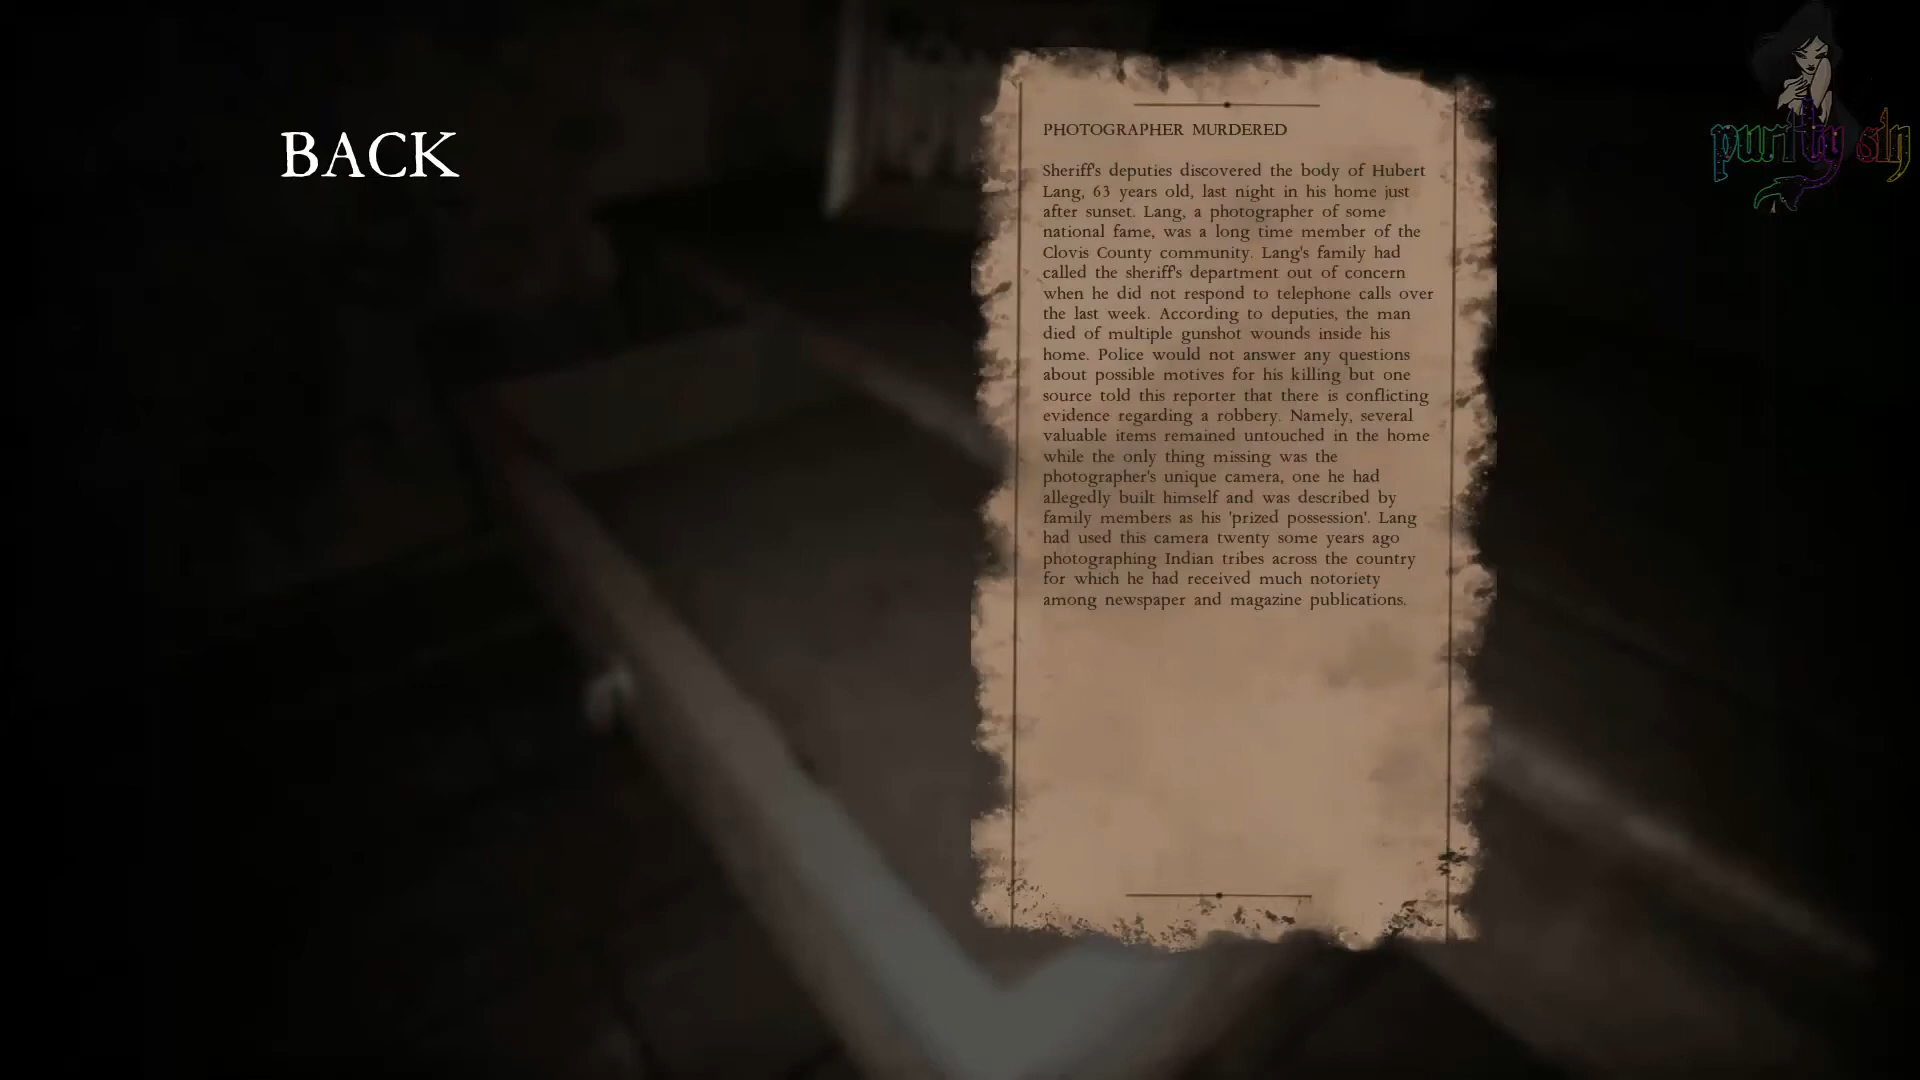 BACK
PHOTOGRAPHER MURDERED
Sheriff's deputies discovered the body of Hubert
Lang, 63 years old, last night in his home just
after sunset. Lang, a photographer of some
national fame, was a long time member of the
Clovis County community. Lang's family had
called the sheriff's department out of concern
when he did not respond to telephone calls over
the last week. According to deputies, the man
died of multiple gunshot wounds inside his
home. Police would not answer any questions
about possible motives for his killing but one
source told this reporter that there is conflicting
evidence regarding a robbery. Namely, several
valuable items remained untouched in the home
while the only thing missing was the
photographer's unique camera, one he had
allegedly built himself and was described by
family members as his 'prized possession'. Lang
had used this camera twenty some years ago
photographing Indian tribes across the country
for which he had received much notoriety
among newspaper and magazine publications.
purity sin